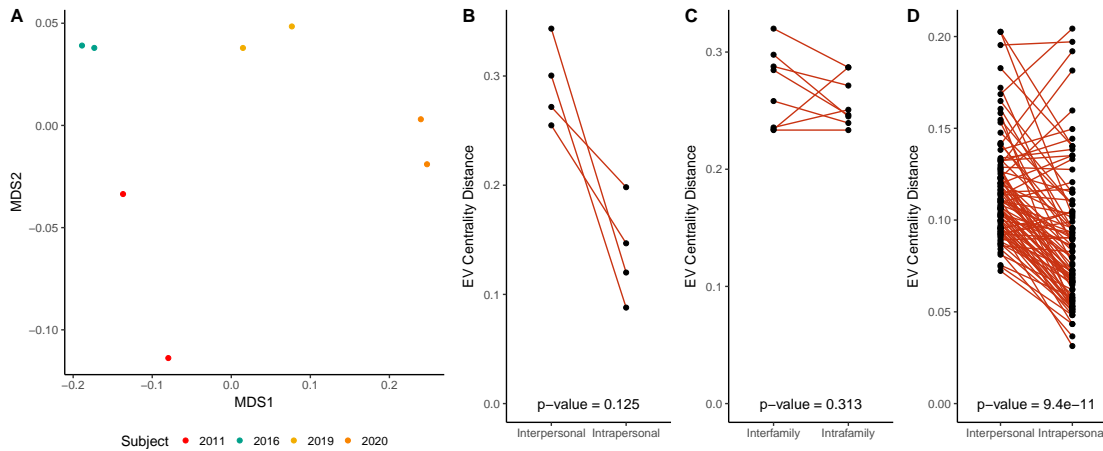 A
0.05
0.00
−0.05
−0.10
MDS2
−0.2
−0.1
0.0
0.1
0.2
MDS1
Subject 2011 2016 2019 2020
B
0.3
0.2
0.1
0.0
EV Centrality Distance
p−value = 0.125
Interpersonal Intrapersonal
C
0.3
0.2
0.1
0.0
EV Centrality Distance
p−value = 0.313
Interfamily Intrafamily
D
0.20
0.15
0.10
0.05
0.00
EV Centrality Distance
p−value = 9.4e−11
Interpersonal Intrapersonal